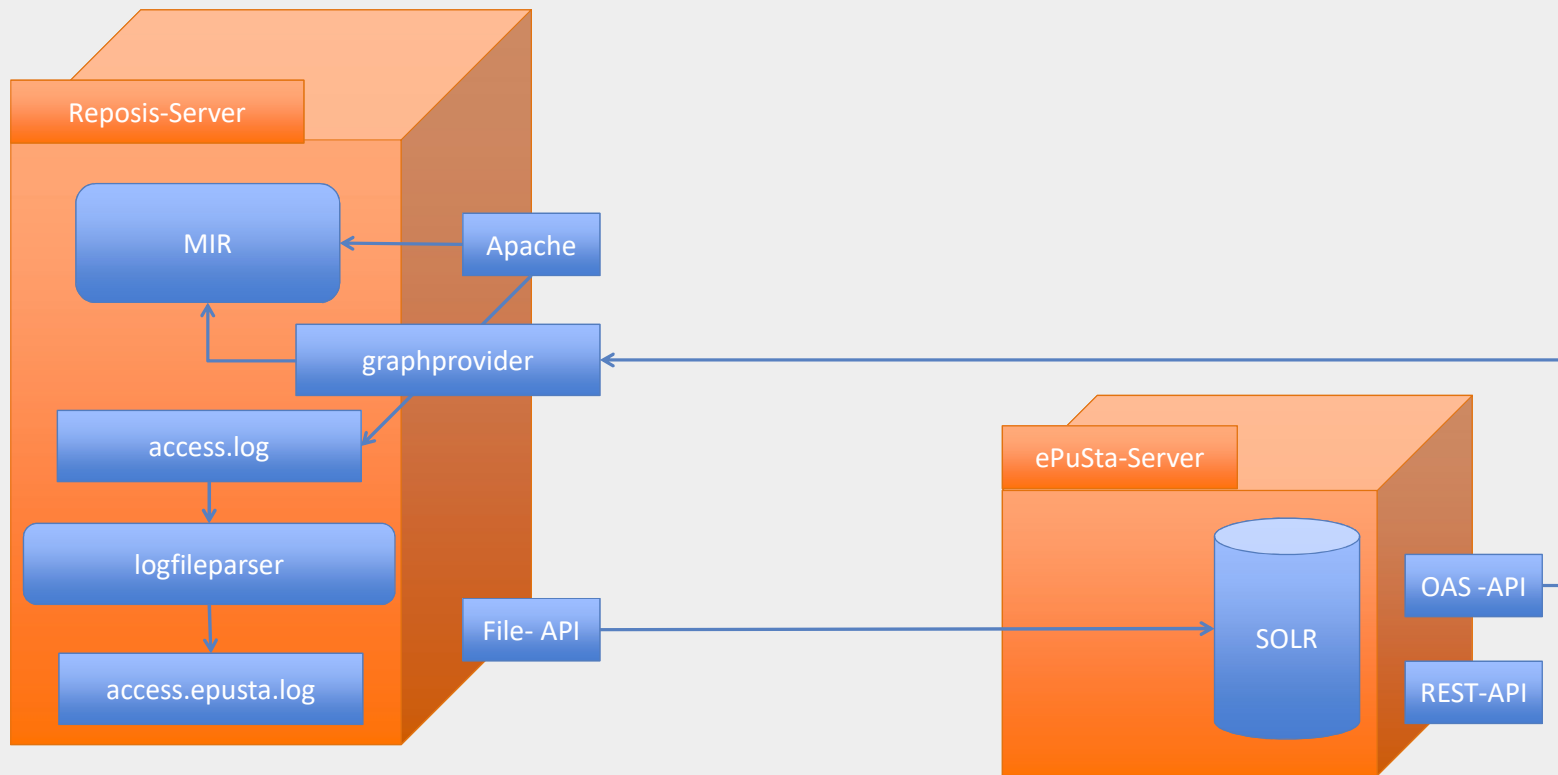 Reposis-Server
MIR
Apache
graphprovider
access.log
logfileparser
File- API
access.epusta.log
ePuSta-Server
SOLR
OAS -API
REST-API